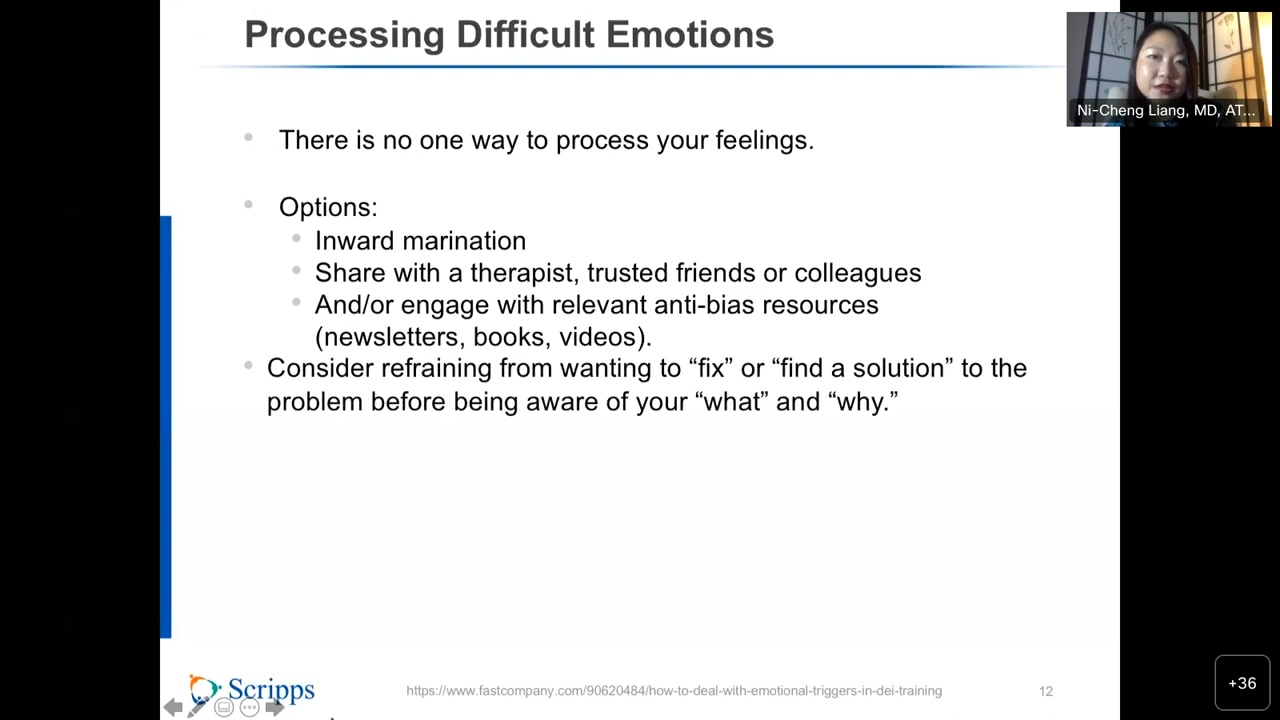 Processing Difficult Emotions
Ni-Cheng Liang, MD, AT...
There is no one way to process your feelings.
Options:
Inward marination
Share with a therapist, trusted friends or colleagues
And/or engage with relevant anti-bias resources
(newsletters, books, videos).
Consider refraining from wanting to “fix” or “find a solution” to the
problem before being aware of your “what” and “why.”
Scripps
https://www.fastcompany.com/90620484/how-to-deal-with-emotional-triggers-in-dei-training
12
+36